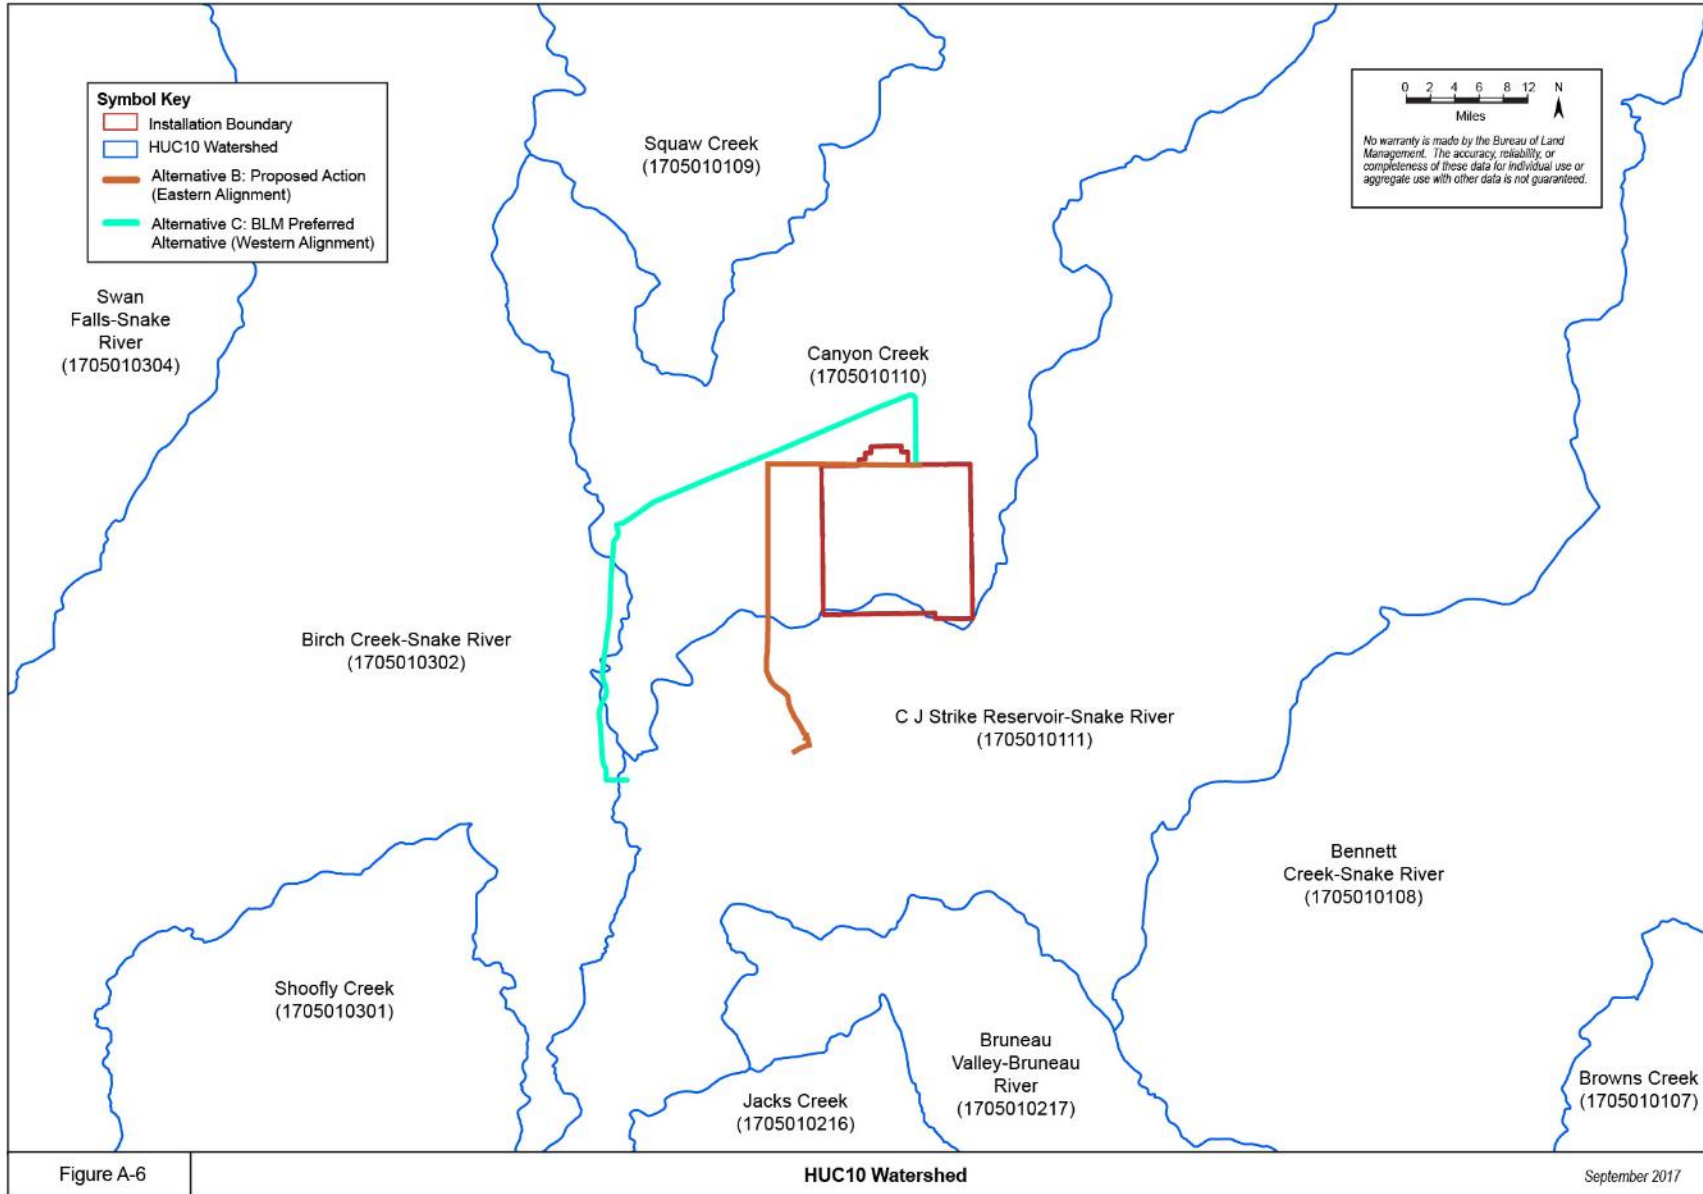 Symbol Key
Installation Boundary
HUC10 Watershed
Alternative B: Proposed Action
(Eastern Alignment)
Alternative C: BLM Preferred
Alternative (Western Alignment)
0 2 4 6 8 12 N
Miles
No warranty is made by the Bureau of Land
Management. The accuracy, reliability, or
completeness of these data for individual use or
aggregate use with other data is not guaranteed.
Squaw Creek
(1705010109)
Swan
Falls-Snake
River
(1705010304)
Canyon Creek
(1705010110)
Birch Creek-Snake River
(1705010302)
C J Strike Reservoir-Snake River
(1705010111)
Bennett
Creek-Snake River
(1705010108)
Shoofly Creek
(1705010301)
Bruneau
Valley-Bruneau
River
(1705010217)
Jacks Creek
(1705010216)
Browns Creek
(1705010107)
Figure A-6
HUC10 Watershed
September 2017